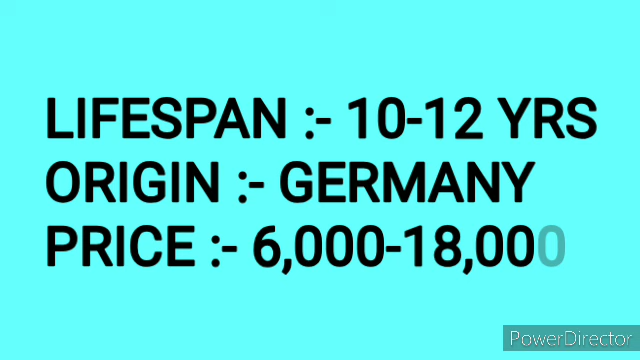 LIFESPAN :- 10-12 YRS
ORIGIN :- GERMANY
PRICE :- 6,000-18,000
PowerDirector